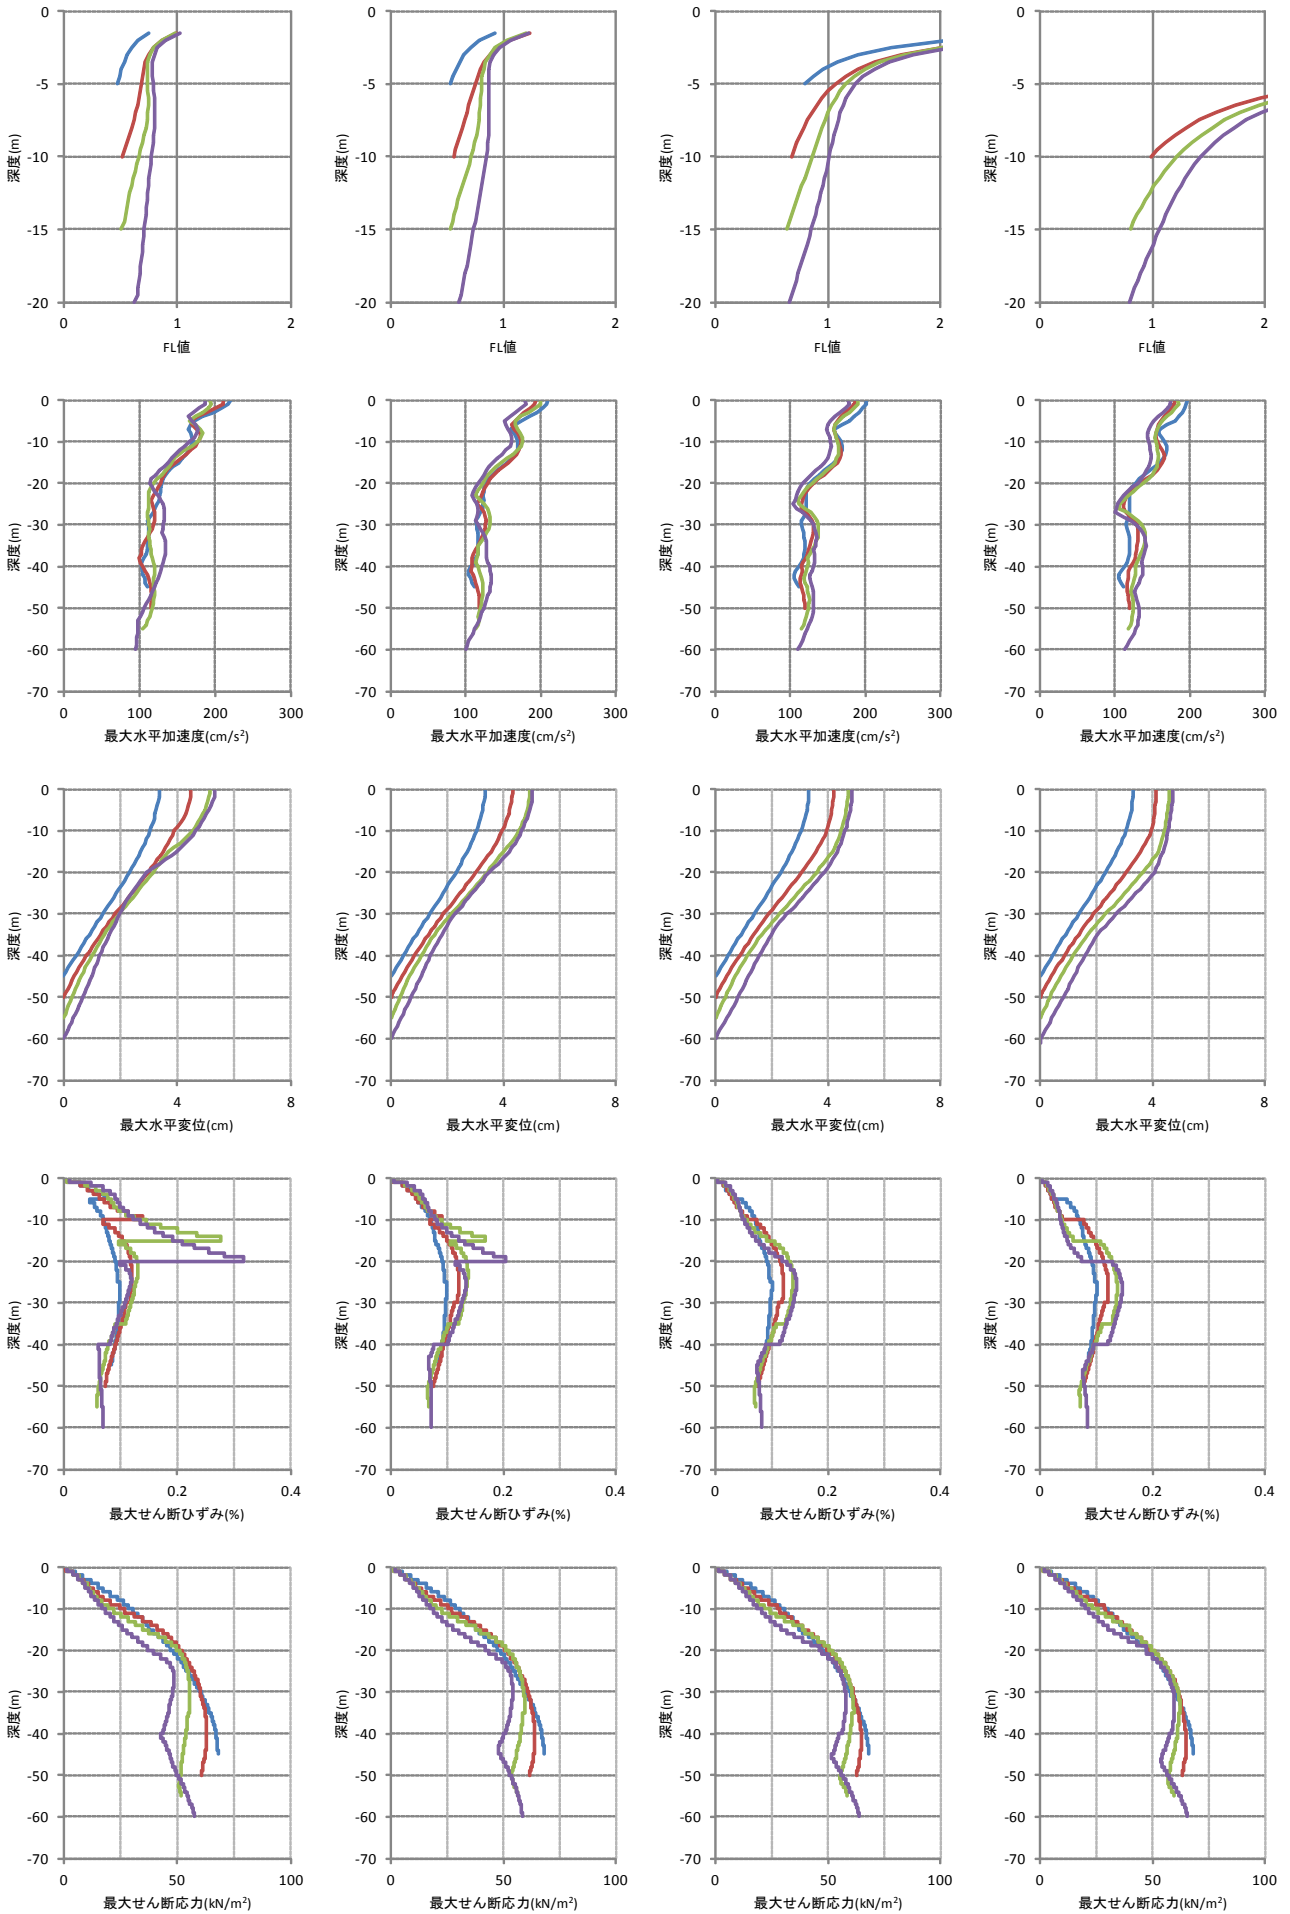 0 0 0 0
-5 -5 -5 -5
-10 -10 -10 -10
-15 -15 -15 -15
-20 -20 -20 -20
深度(m) 深度(m) 深度(m) 深度(m)
0 1 2 0 1 2 0 1 2 0 1 2
FL値 FL値 FL値 FL値
0 0 0 0
-10 -10 -10 -10
-20 -20 -20 -20
-30 -30 -30 -30
-40 -40 -40 -40
-50 -50 -50 -50
-60 -60 -60 -60
-70 -70 -70 -70
深度(m) 深度(m) 深度(m) 深度(m)
0 100 200 300 0 100 200 300 0 100 200 300 0 100 200 300
最大水平加速度(cm/s²) 最大水平加速度(cm/s²) 最大水平加速度(cm/s²) 最大水平加速度(cm/s²)
0 0 0 0
-10 -10 -10 -10
-20 -20 -20 -20
-30 -30 -30 -30
-40 -40 -40 -40
-50 -50 -50 -50
-60 -60 -60 -60
-70 -70 -70 -70
深度(m) 深度(m) 深度(m) 深度(m)
0 4 8 0 4 8 0 4 8 0 4 8
最大水平変位(cm) 最大水平変位(cm) 最大水平変位(cm) 最大水平変位(cm)
0 0 0 0
-10 -10 -10 -10
-20 -20 -20 -20
-30 -30 -30 -30
-40 -40 -40 -40
-50 -50 -50 -50
-60 -60 -60 -60
-70 -70 -70 -70
深度(m) 深度(m) 深度(m) 深度(m)
0 0.2 0.4 0 0.2 0.4 0 0.2 0.4 0 0.2 0.4
最大せん断ひずみ(%) 最大せん断ひずみ(%) 最大せん断ひずみ(%) 最大せん断ひずみ(%)
0 0 0 0
-10 -10 -10 -10
-20 -20 -20 -20
-30 -30 -30 -30
-40 -40 -40 -40
-50 -50 -50 -50
-60 -60 -60 -60
-70 -70 -70 -70
深度(m) 深度(m) 深度(m) 深度(m)
0 50 100 0 50 100 0 50 100 0 50 100
最大せん断応力(kN/m²) 最大せん断応力(kN/m²) 最大せん断応力(kN/m²) 最大せん断応力(kN/m²)